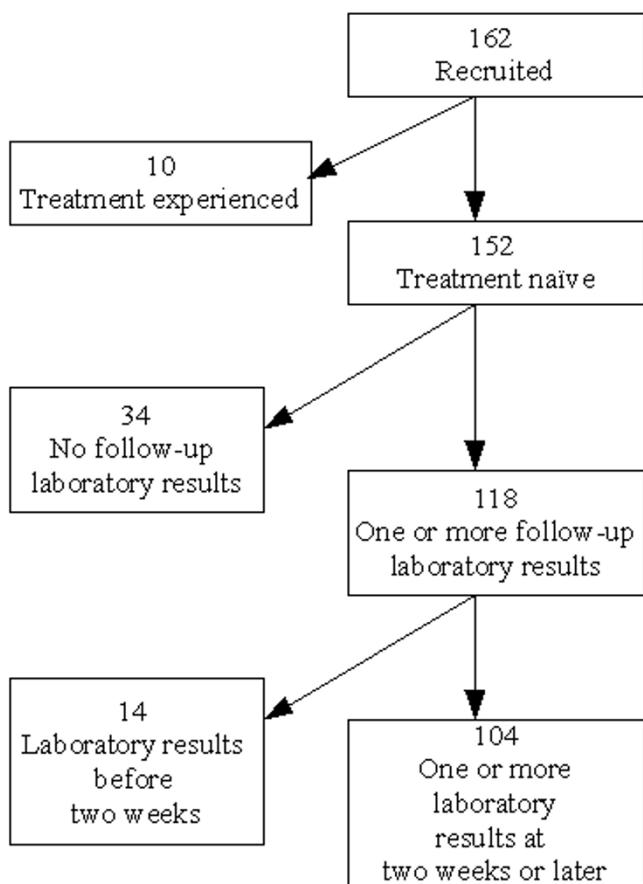 162
Recruited
10
Treatment experienced
152
Treatment naïve
34
No follow-up
laboratory results
118
One or more follow-up
laboratory results
14
Laboratory results
before
two weeks
104
One or more
laboratory
results at
two weeks or later